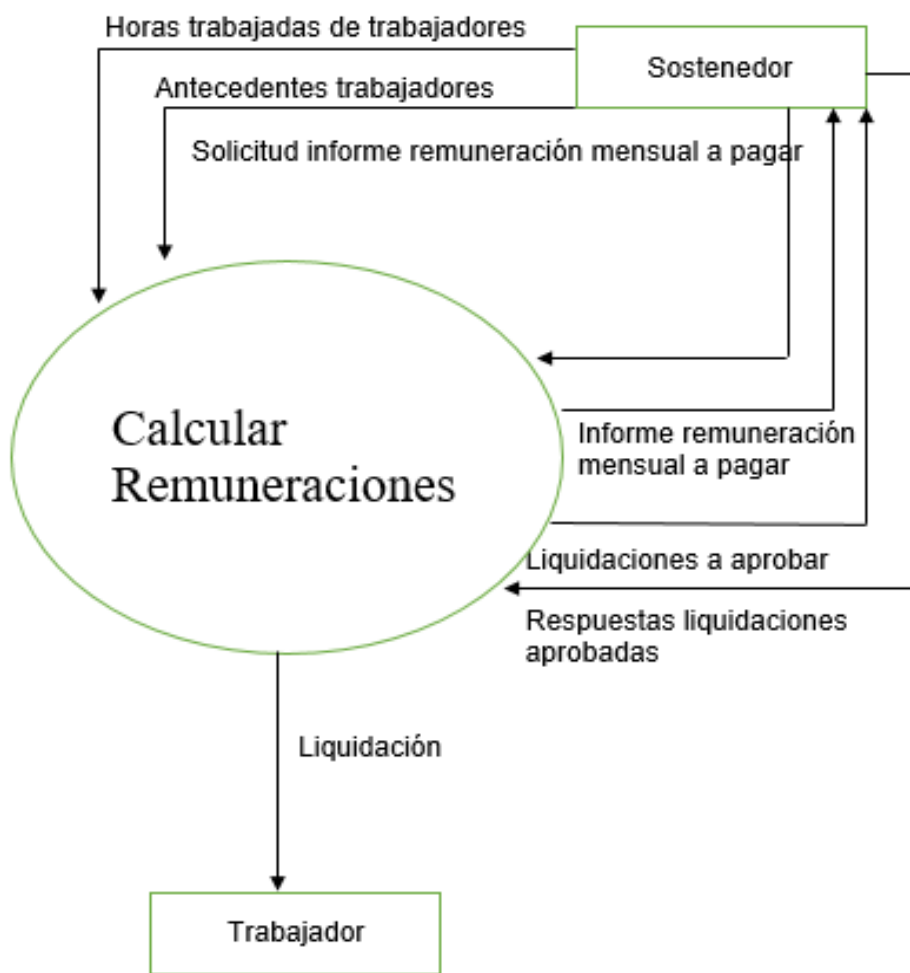 Horas trabajadas de trabajadores
Sostenedor
Antecedentes trabajadores
Solicitud informe remuneración mensual a pagar
Calcular
Remuneraciones
Informe remuneración
mensual a pagar
Liquidaciones a aprobar
Respuestas liquidaciones
aprobadas
Liquidación
Trabajador